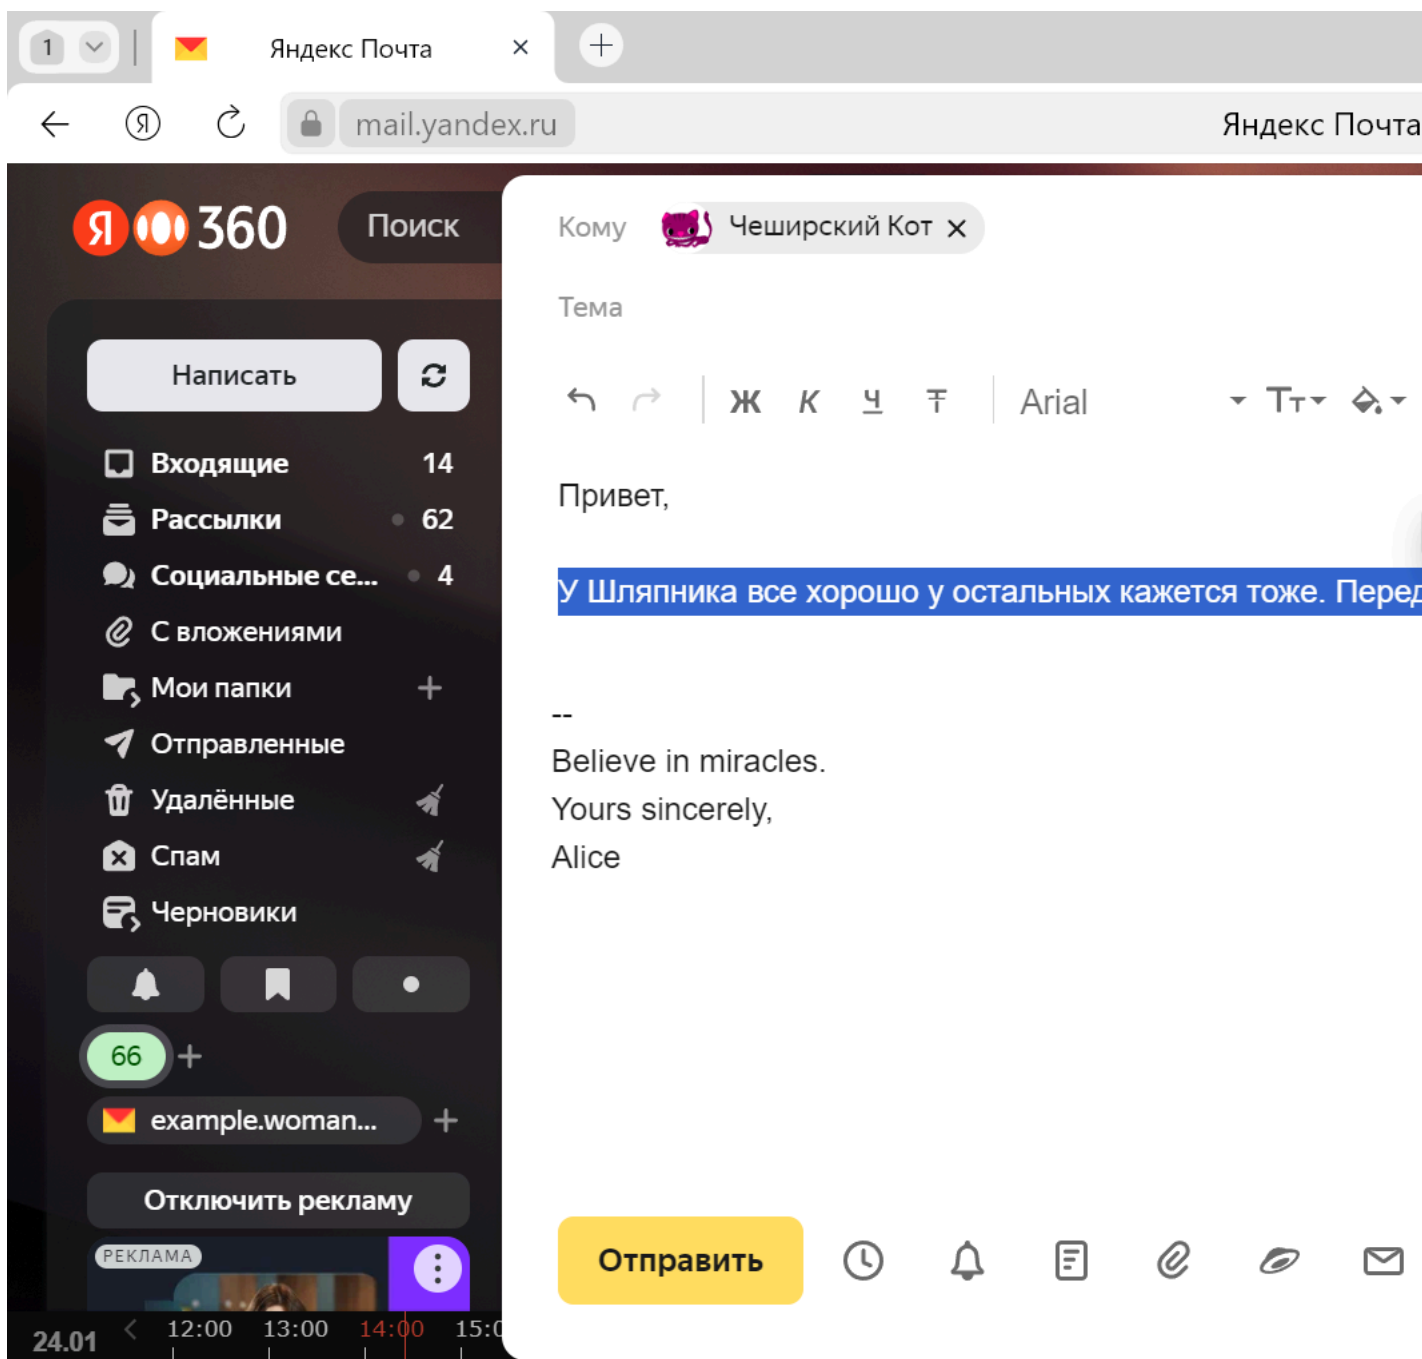 1
Яндекс Почта
mail.yandex.ru
Яндекс Почта
Я 360
Поиск
Кому
Чеширский Кот
Тема
Написать
Ж К Ч Т Arial Тт
Входящие 14
Привет,
Рассылки 62
Социальные се... 4
У Шляпника все хорошо у остальных кажется тоже. Перед
С вложениями
Мои папки
--
Отправленные
Believe in miracles.
Удалённые
Yours sincerely,
Спам
Alice
Черновики
66
example.woman...
Отключить рекламу
РЕКЛАМА
Отправить
24.01 12:00 13:00 14:00 15:0